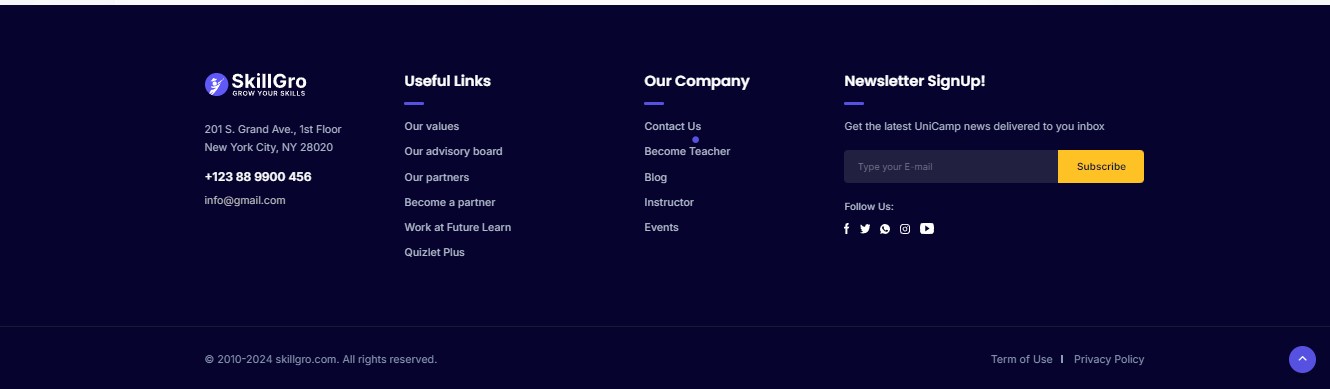 SkillGro
GROW YOUR SKILLS
201 S. Grand Ave., 1st Floor
New York City, NY 28020
+123 88 9900 456
info@gmail.com
Useful Links
Our values
Our advisory board
Our partners
Become a partner
Work at Future Learn
Quizlet Plus
Our Company
Contact Us
Become Teacher
Blog
Instructor
Events
Newsletter SignUp!
Get the latest UniCamp news delivered to you inbox
Type your E-mail
Subscribe
Follow Us:
© 2010-2024 skillgro.com. All rights reserved.
Term of Use
Privacy Policy